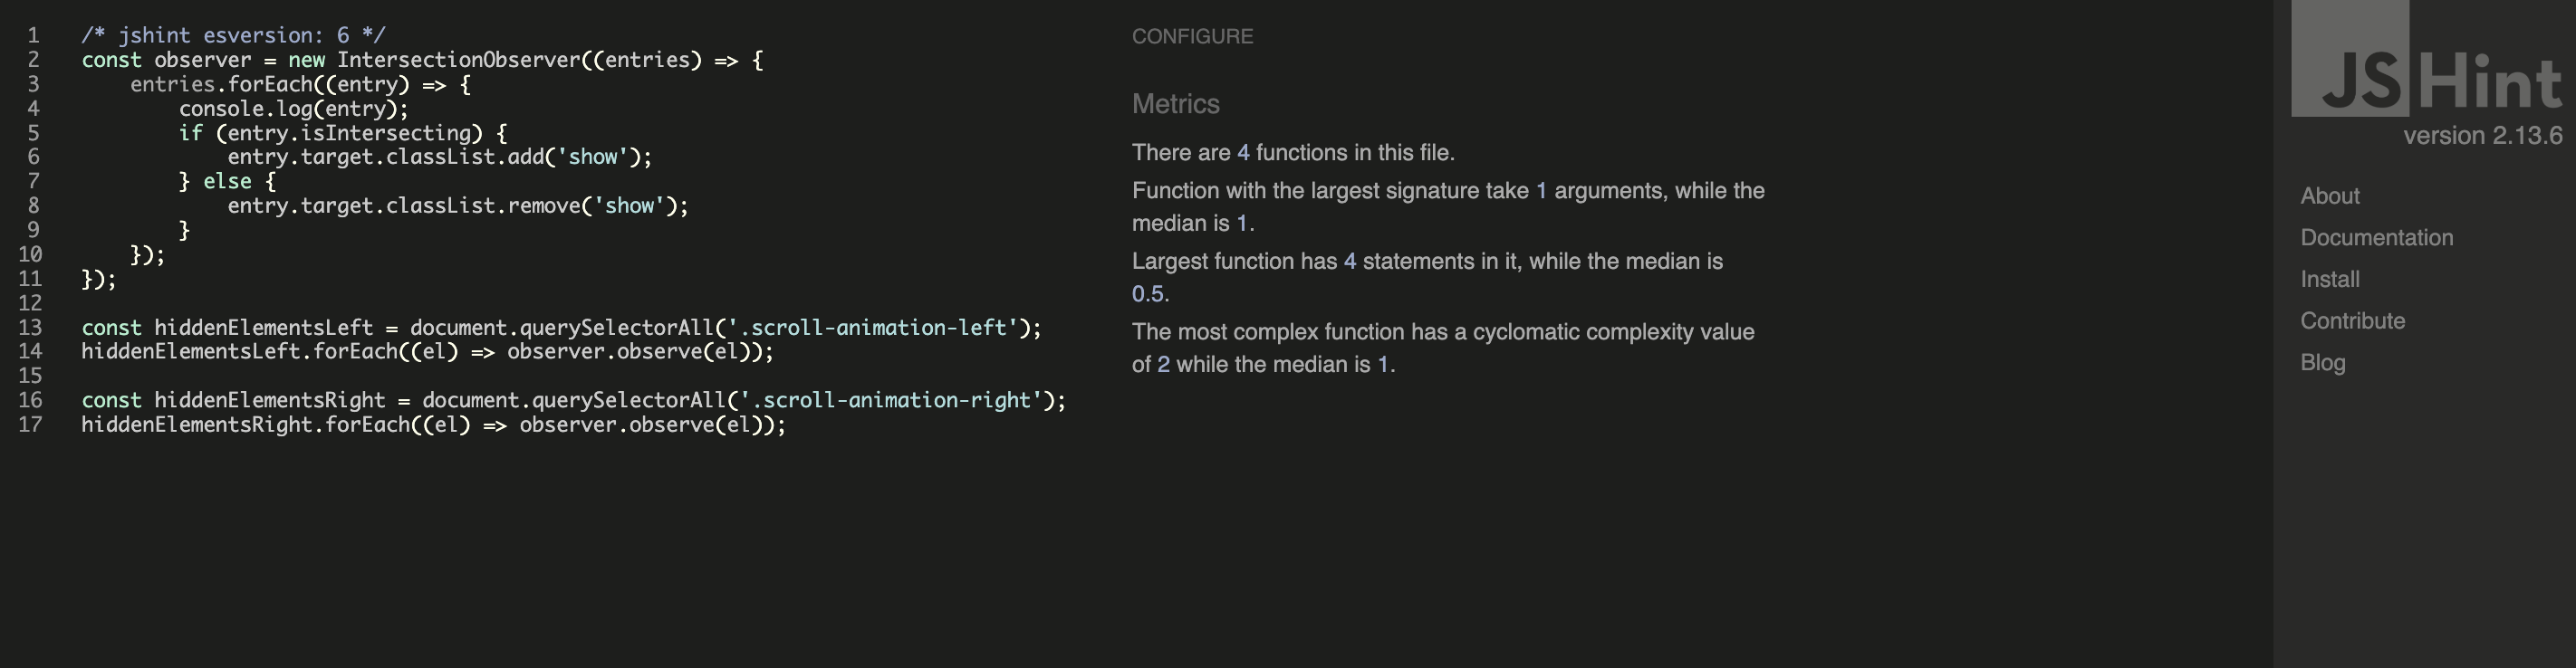 1 /* jshint esversion: 6 */
2 const observer = new IntersectionObserver((entries) => {
3     entries.forEach((entry) => {
4         console.log(entry);
5         if (entry.isIntersecting) {
6             entry.target.classList.add('show');
7         } else {
8             entry.target.classList.remove('show');
9         }
10     });
11 });
12
13 const hiddenElementsLeft = document.querySelectorAll('.scroll-animation-left');
14 hiddenElementsLeft.forEach((el) => observer.observe(el));
15
16 const hiddenElementsRight = document.querySelectorAll('.scroll-animation-right');
17 hiddenElementsRight.forEach((el) => observer.observe(el));
CONFIGURE
Metrics
There are 4 functions in this file.
Function with the largest signature take 1 arguments, while the
median is 1.
Largest function has 4 statements in it, while the median is
0.5.
The most complex function has a cyclomatic complexity value
of 2 while the median is 1.
JSHint
version 2.13.6
About
Documentation
Install
Contribute
Blog